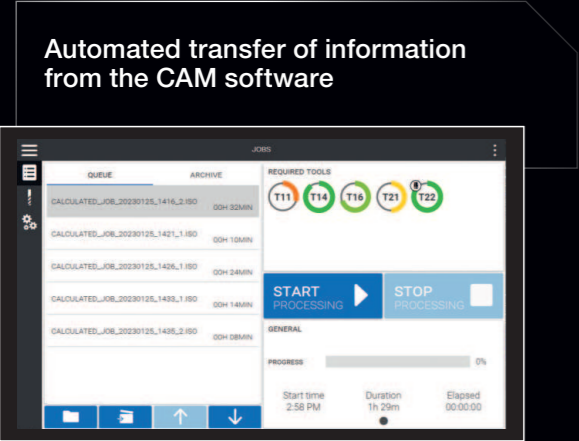 Automated transfer of information
from the CAM software
JOBS
QUEUE
ARCHIVE
CALCULATED_JOB_20230125_1416_2.ISO
00H 32MIN
CALCULATED_JOB_20230125_1421_1.ISO
00H 10MIN
CALCULATED_JOB_20230125_1426_1.ISO
00H 24MIN
CALCULATED_JOB_20230125_1433_1.ISO
00H 14MIN
CALCULATED_JOB_20230125_1435_2.ISO
00H 08MIN
REQUIRED TOOLS
T11 T14 T16 T21 T22
START
PROCESSING
STOP
PROCESSING
GENERAL
PROGRESS 0%
Start time Duration Elapsed
2:58 PM 1h 29m 00:00:00